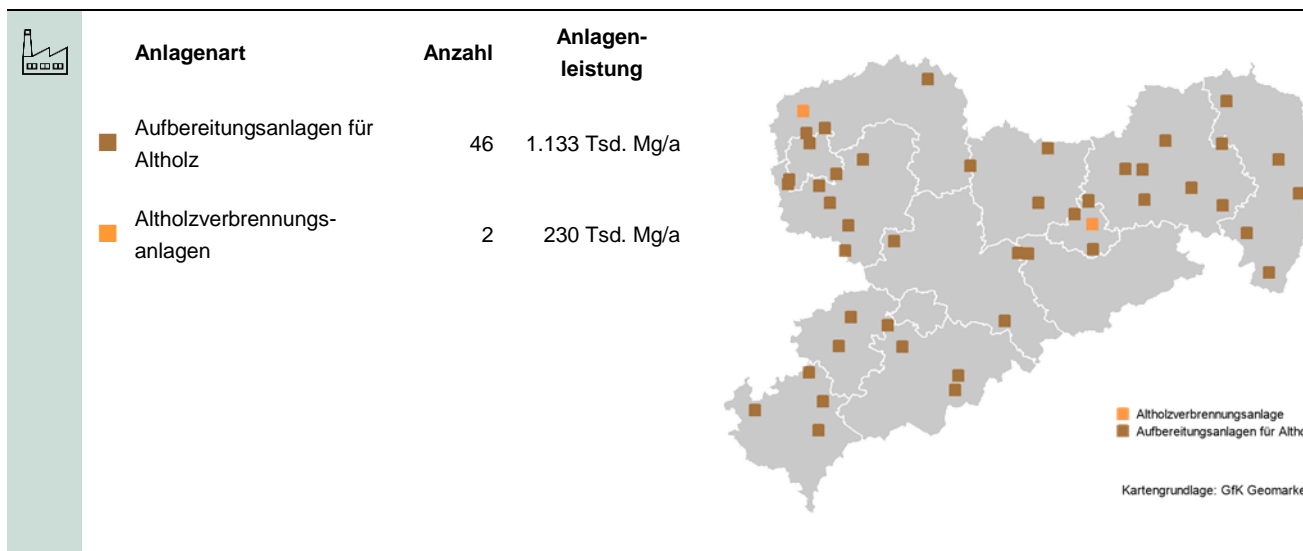 Anlagenart Anzahl Anlagen-
leistung
Aufbereitungsanlagen für
Altholz 46 1.133 Tsd. Mg/a
Altholzverbrennungs-
anlagen 2 230 Tsd. Mg/a
Altholzverbrennungsanlage
Aufbereitungsanlagen für Altho
Kartengrundlage: GfK Geomarke